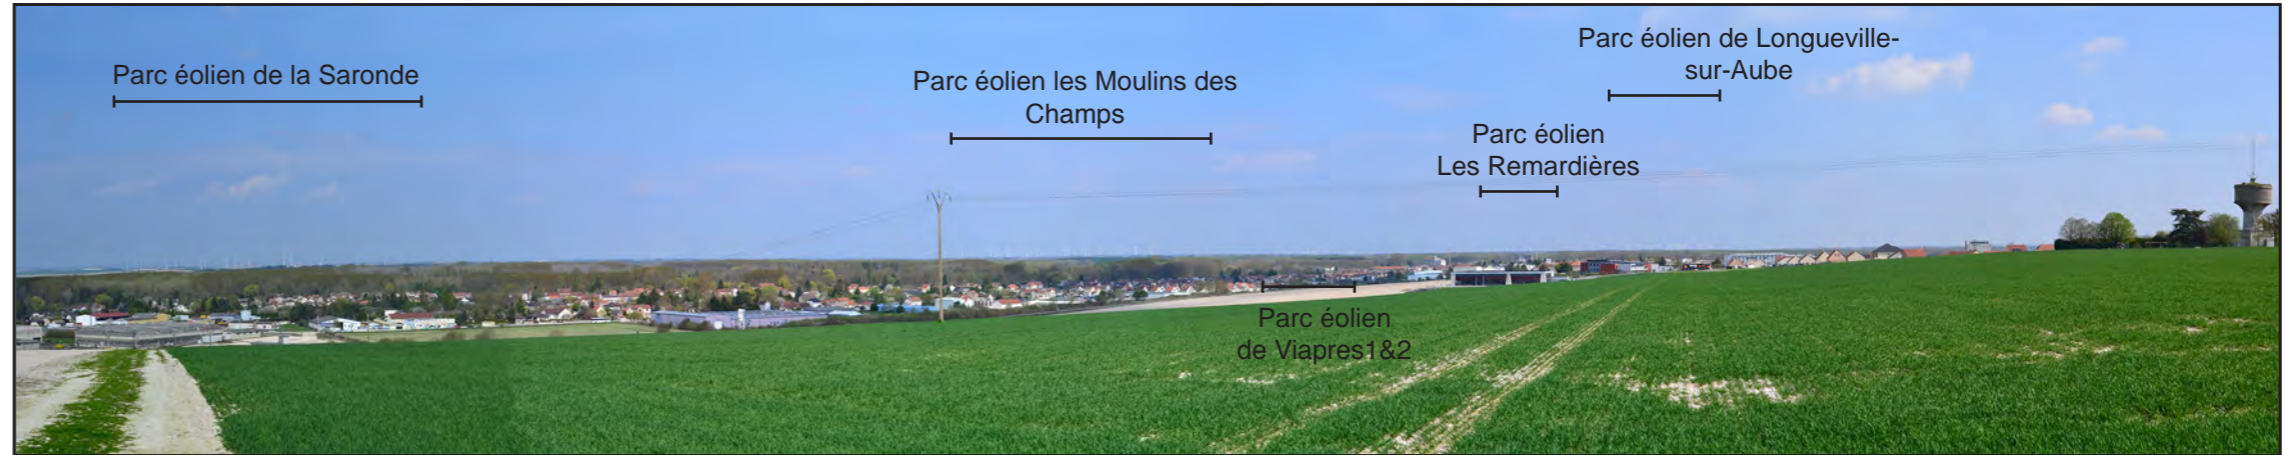 Parc éolien de la Saronde
Parc éolien les Moulins des
Champs
Parc éolien de Longueville-
sur-Aube
Parc éolien
Les Remardières
Parc éolien
de Viapres1&2